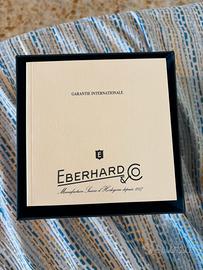 GARANTIE INTERNATIONALE
E
EBERHARD & CO
Manufacture Suisse d'Horlogerie depuis 1887